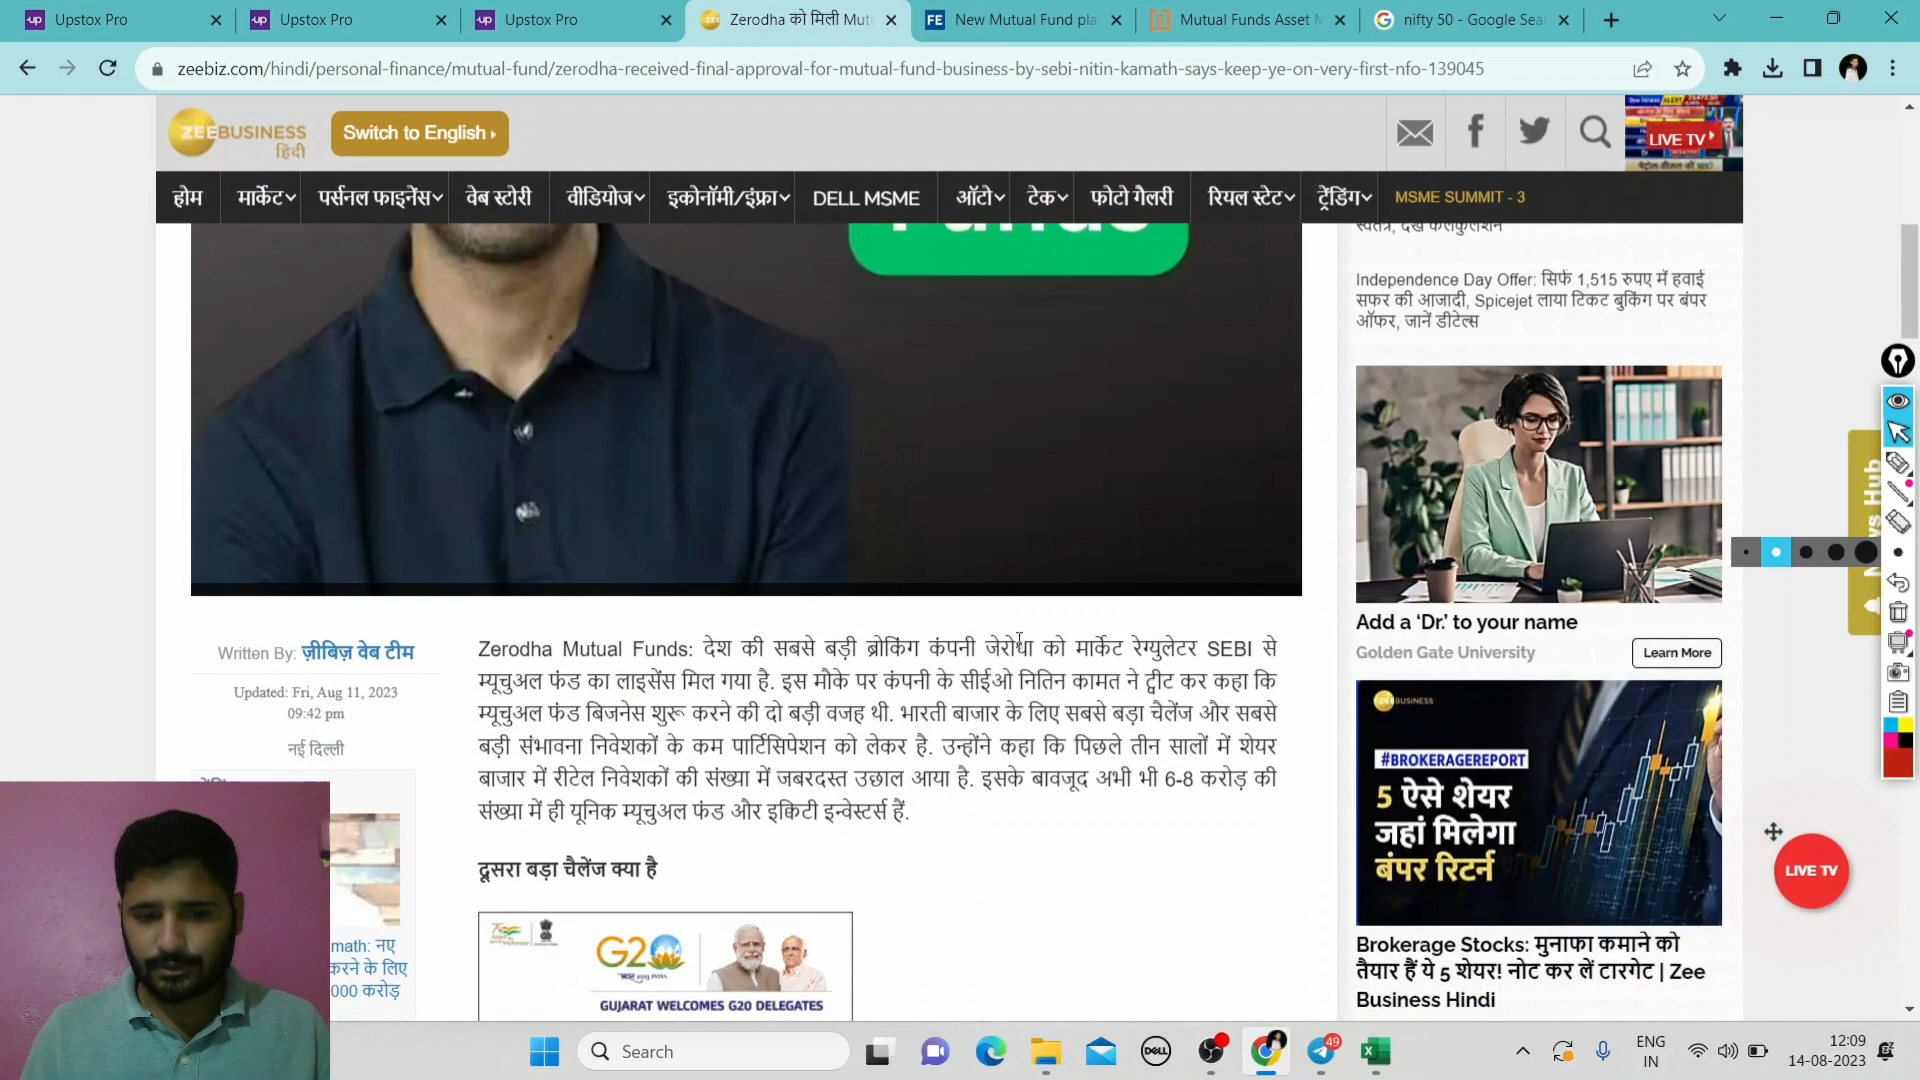 Upstox Pro
Upstox Pro
Upstox Pro
Zerodha को मिली Mutu
FE New Mutual Fund pla
Mutual Funds Asset M
nifty 50 - Google Sea
zeebiz.com/hindi/personal-finance/mutual-fund/zerodha-received-final-approval-for-mutual-fund-business-by-sebi-nitin-kamath-says-keep-ye-on-very-first-nfo-139045
ZEEBUSINESS
हिंदी
Switch to English
LIVE TV
होम मार्केट पर्सनल फाइनेंस वेब स्टोरी वीडियोज इकोनॉमी/इंफ्रा DELL MSME ऑटो टेक फोटो गैलरी रियल स्टेट ट्रेंडिंग MSME SUMMIT - 3
स्वतंत्र, देखें कैलकुलेशन
Independence Day Offer: सिर्फ 1,515 रुपए में हवाई
सफर की आजादी, Spicejet लाया टिकट बुकिंग पर बंपर
ऑफर, जानें डीटेल्स
Add a ‘Dr.’ to your name
Golden Gate University
Learn More
Written By: ज़ीबिज़ वेब टीम
Updated: Fri, Aug 11, 2023
09:42 pm
नई दिल्ली
Zerodha Mutual Funds: देश की सबसे बड़ी ब्रोकिंग कंपनी जेरोधा को मार्केट रेग्युलेटर SEBI से
म्यूचुअल फंड का लाइसेंस मिल गया है. इस मौके पर कंपनी के सीईओ नितिन कामत ने ट्वीट कर कहा कि
म्यूचुअल फंड बिजनेस शुरू करने की दो बड़ी वजह थी. भारती बाजार के लिए सबसे बड़ा चैलेंज और सबसे
बड़ी संभावना निवेशकों के कम पार्टिसिपेशन को लेकर है. उन्होंने कहा कि पिछले तीन सालों में शेयर
बाजार में रीटेल निवेशकों की संख्या में जबरदस्त उछाल आया है. इसके बावजूद अभी भी 6-8 करोड़ की
संख्या में ही यूनिक म्यूचुअल फंड और इक्विटी इन्वेस्टर्स हैं.
दूसरा बड़ा चैलेंज क्या है
G20
GUJARAT WELCOMES G20 DELEGATES
math: नए
करने के लिए
000 करोड़
ZEEBUSINESS
#BROKERAGEREPORT
5 ऐसे शेयर
जहां मिलेगा
बंपर रिटर्न
Brokerage Stocks: मुनाफा कमाने को
तैयार हैं ये 5 शेयर! नोट कर लें टारगेट | Zee
Business Hindi
LIVE TV
Search
DELL
49
ENG
IN
12:09
14-08-2023